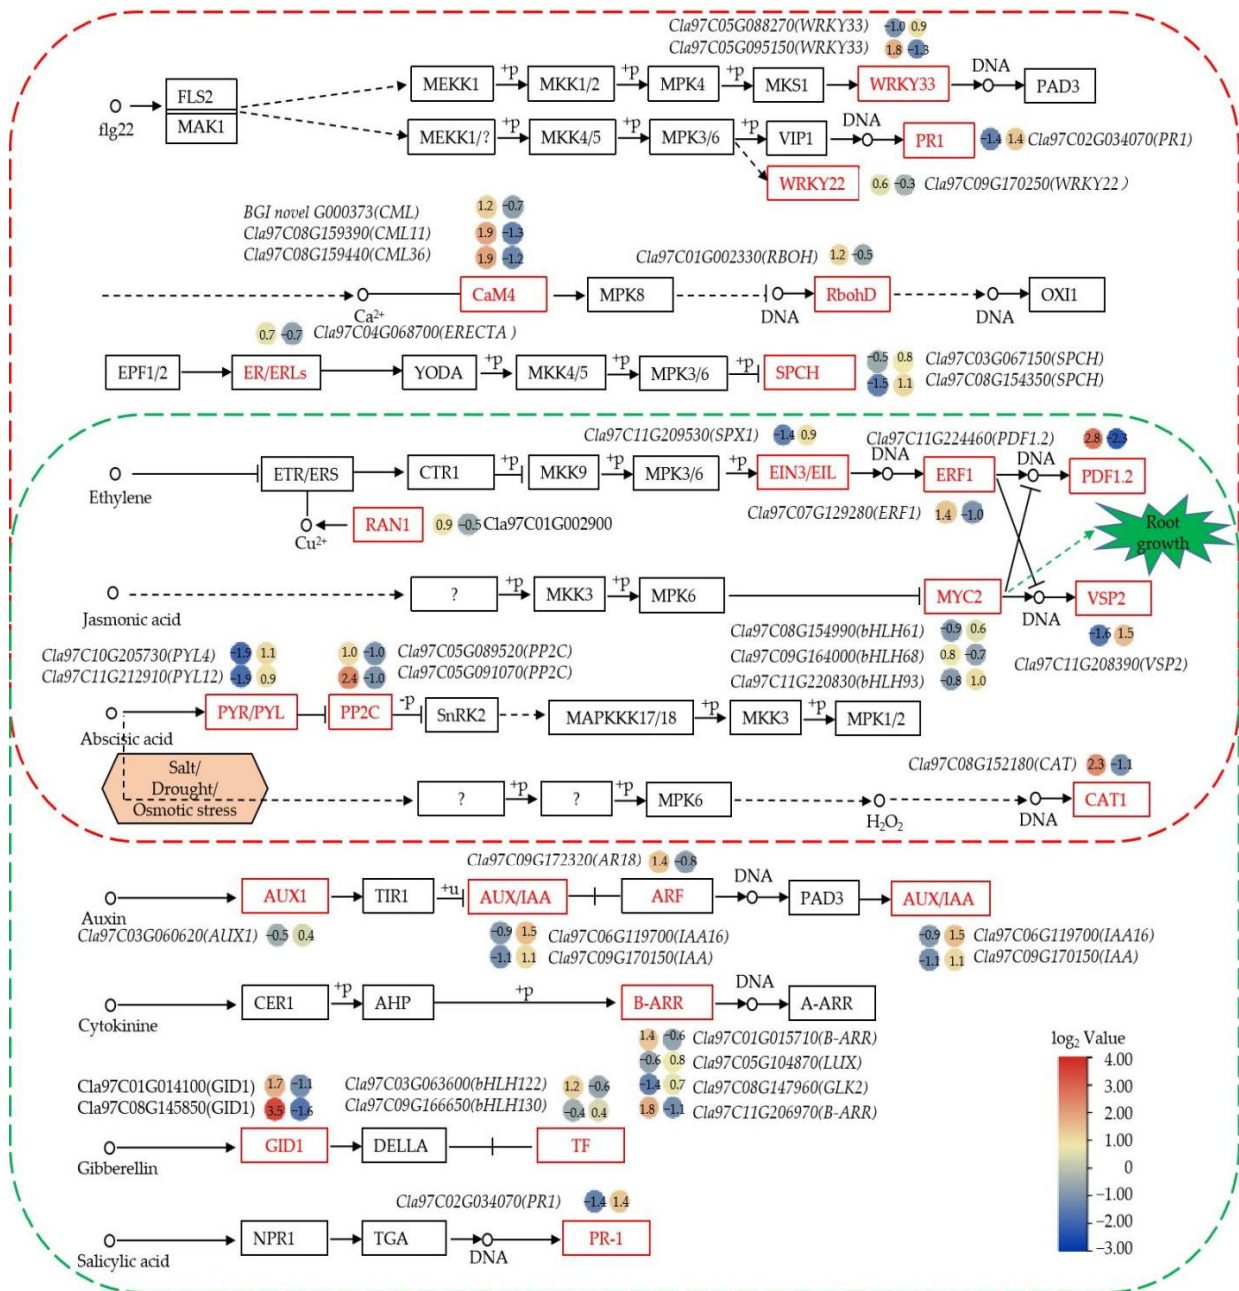 Cla97C05G088270(WRKY33) −1.0 0.9
Cla97C05G095150(WRKY33) 1.8 −1.3
+p +p +p +p DNA
MEKK1 MKK1/2 MPK4 MKS1 WRKY33 PAD3
FLS2
MAK1
flg22
+p +p +p DNA
MEKK1/? MKK4/5 MPK3/6 VIP1 PR1 −1.4 1.4 Cla97C02G034070(PR1)
WRKY22 0.6 −0.3 Cla97C09G170250(WRKY22 )
BGI novel G000373(CML) 1.2 −0.7
Cla97C08G159390(CML11) 1.9 −1.3
Cla97C08G159440(CML36) 1.9 −1.2
Cla97C01G002330(RBOH) 1.2 −0.5
CaM4 MPK8 RbohD OXI1
Ca²⁺ DNA DNA
0.7 −0.7 Cla97C04G068700(ERECTA )
+p +p +p
EPF1/2 ER/ERLs YODA MKK4/5 MPK3/6 SPCH
−0.5 0.8 Cla97C03G067150(SPCH)
−1.5 1.1 Cla97C08G154350(SPCH)
Cla97C11G209530(SPX1) −1.4 0.9
Cla97C11G224460(PDF1.2) 2.8 −2.3
+p +p +p DNA DNA
ETR/ERS CTR1 MKK9 MPK3/6 EIN3/EIL ERF1 PDF1.2
Ethylene
Cla97C07G129280(ERF1) 1.4 −1.0
RAN1 0.9 −0.5 Cla97C01G002900
Cu²⁺
Root
growth
+p +p
? MKK3 MPK6 MYC2 VSP2
Jasmonic acid DNA
Cla97C08G154990(bHLH61) −0.9 0.6
Cla97C09G164000(bHLH68) 0.8 −0.7
Cla97C11G220830(bHLH93) −0.8 1.0
−1.6 1.5
Cla97C11G208390(VSP2)
Cla97C10G205730(PYL4) −1.9 1.1
Cla97C11G212910(PYL12) −1.9 0.9
1.0 −1.0 Cla97C05G089520(PP2C)
2.4 −1.0 Cla97C05G091070(PP2C)
-p +p +p
PYR/PYL PP2C SnRK2 MAPKKK17/18 MKK3 MPK1/2
Abscisic acid
Salt/
Drought/
Osmotic stress
Cla97C08G152180(CAT) 2.3 −1.1
+p +p
? ? MPK6 CAT1
H₂O₂ DNA
Cla97C09G172320(AR18) 1.4 −0.8
+u DNA
AUX1 TIR1 AUX/IAA ARF PAD3 AUX/IAA
Auxin
Cla97C03G060620(AUX1) −0.5 0.4
−0.9 1.5 Cla97C06G119700(IAA16)
−1.1 1.1 Cla97C09G170150(IAA)
−0.9 1.5 Cla97C06G119700(IAA16)
−1.1 1.1 Cla97C09G170150(IAA)
+p +p DNA
CER1 AHP B-ARR A-ARR
Cytokinine
1.4 −0.6 Cla97C01G015710(B-ARR)
−0.6 0.8 Cla97C05G104870(LUX)
−1.4 0.7 Cla97C08G147960(GLK2)
1.8 −1.1 Cla97C11G206970(B-ARR)
Cla97C01G014100(GID1) 1.7 −1.1
Cla97C08G145850(GID1) 3.5 −1.6
Cla97C03G063600(bHLH122) 1.2 −0.6
Cla97C09G166650(bHLH130) −0.4 0.4
GID1 DELLA TF
Gibberellin
Cla97C02G034070(PR1) −1.4 1.4
NPR1 TGA PR-1
Salicylic acid DNA
log₂ Value
4.00
3.00
2.00
1.00
0
−1.00
−2.00
−3.00